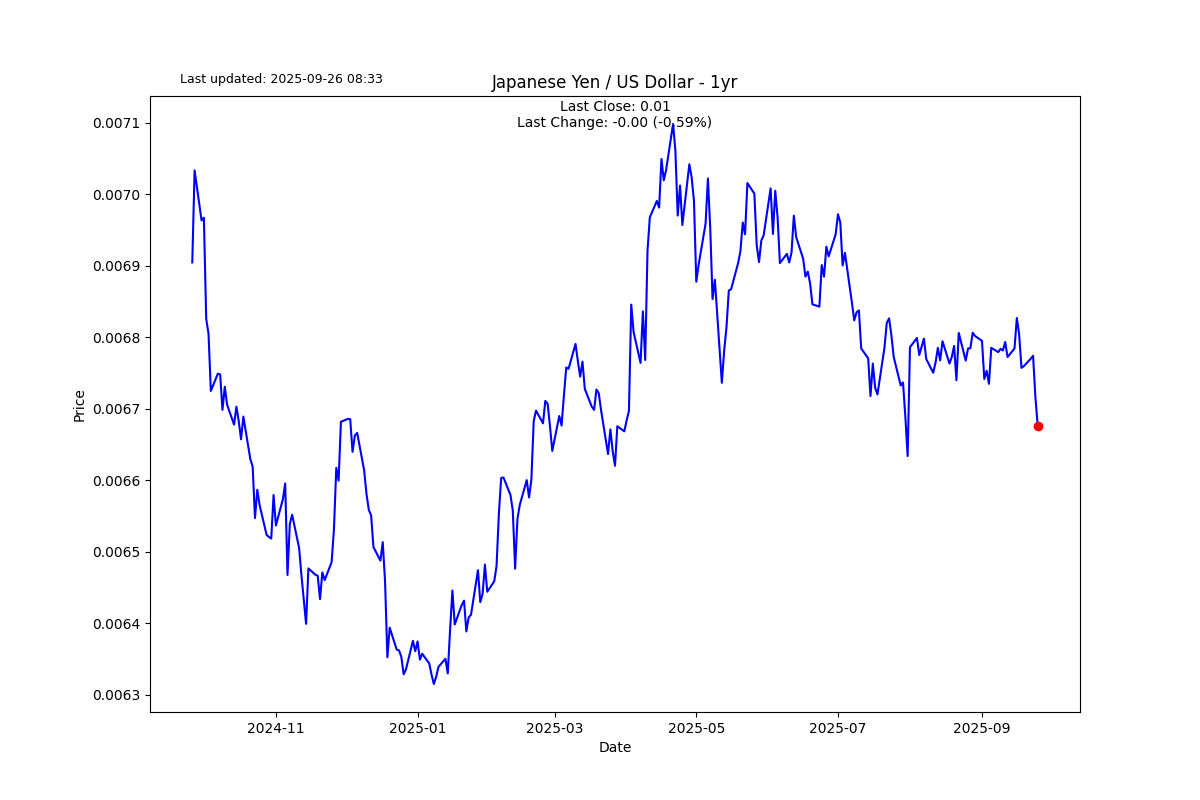 Last updated: 2025-09-26 08:33
Japanese Yen / US Dollar - 1yr
Last Close: 0.01
Last Change: -0.00 (-0.59%)
Price
0.0071
0.0070
0.0069
0.0068
0.0067
0.0066
0.0065
0.0064
0.0063
2024-11
2025-01
2025-03
2025-05
2025-07
2025-09
Date